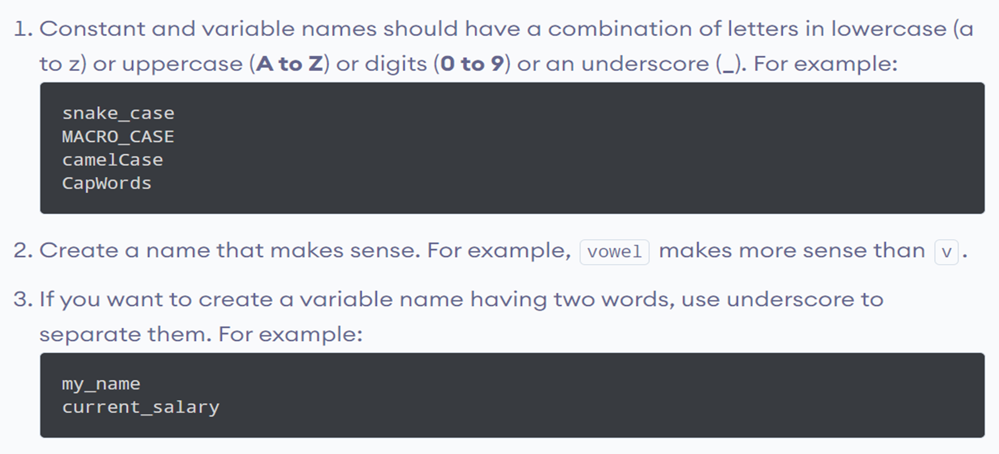 1. Constant and variable names should have a combination of letters in lowercase (a
to z) or uppercase (A to Z) or digits (0 to 9) or an underscore (_). For example:
snake_case
MACRO_CASE
camelCase
CapWords
2. Create a name that makes sense. For example, vowel makes more sense than v.
3. If you want to create a variable name having two words, use underscore to
separate them. For example:
my_name
current_salary